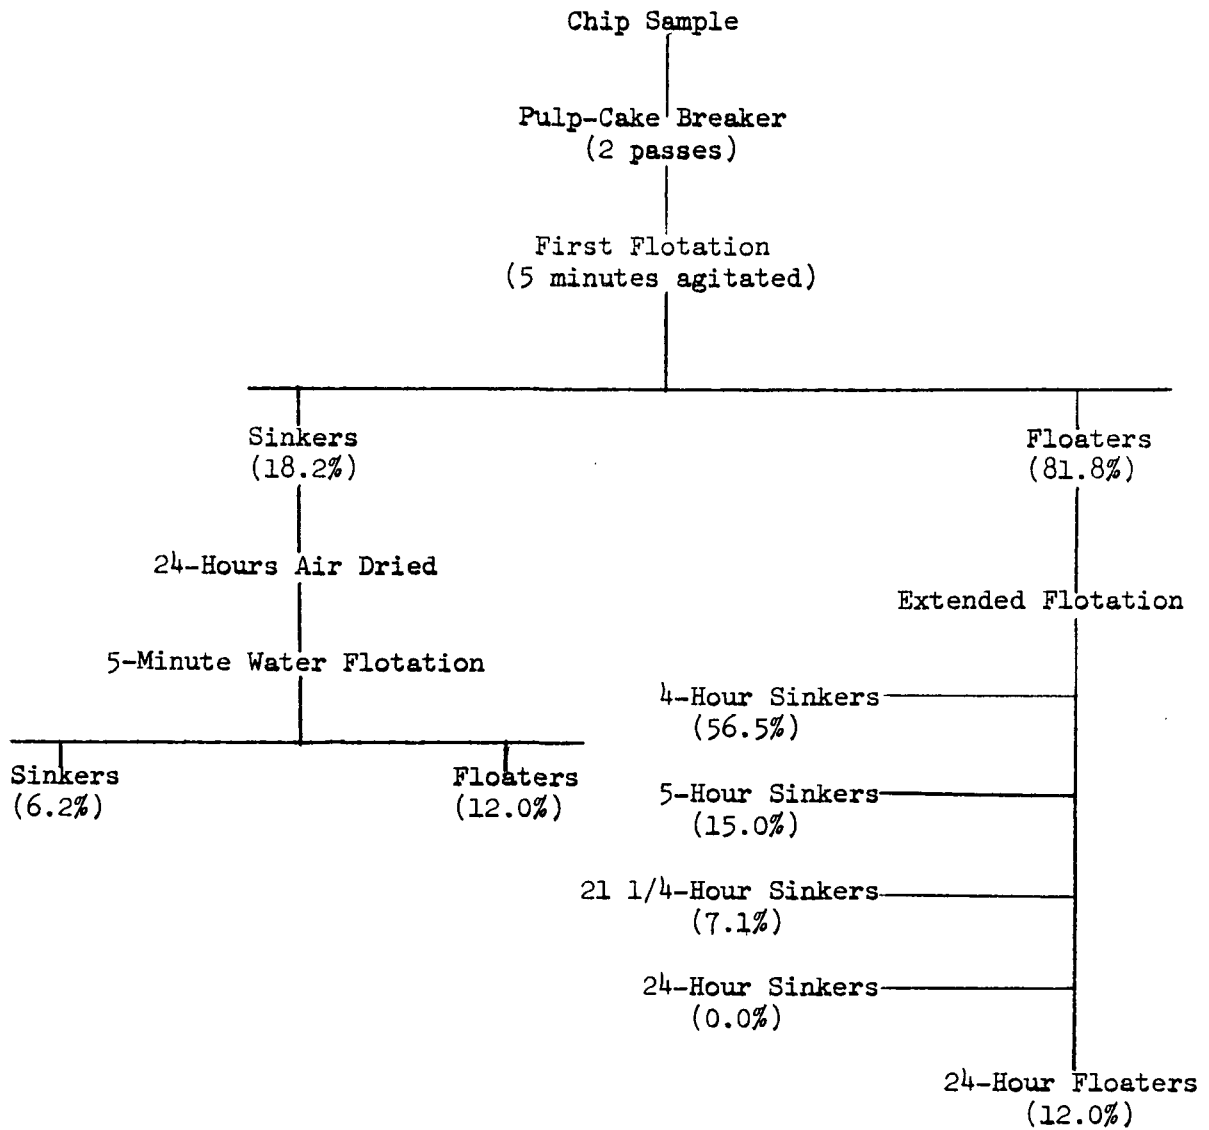 Chip Sample
Pulp-Cake Breaker
(2 passes)
First Flotation
(5 minutes agitated)
Sinkers
(18.2%)
24-Hours Air Dried
5-Minute Water Flotation
Sinkers
(6.2%)
Floaters
(12.0%)
Floaters
(81.8%)
Extended Flotation
4-Hour Sinkers
(56.5%)
5-Hour Sinkers
(15.0%)
21 1/4-Hour Sinkers
(7.1%)
24-Hour Sinkers
(0.0%)
24-Hour Floaters
(12.0%)